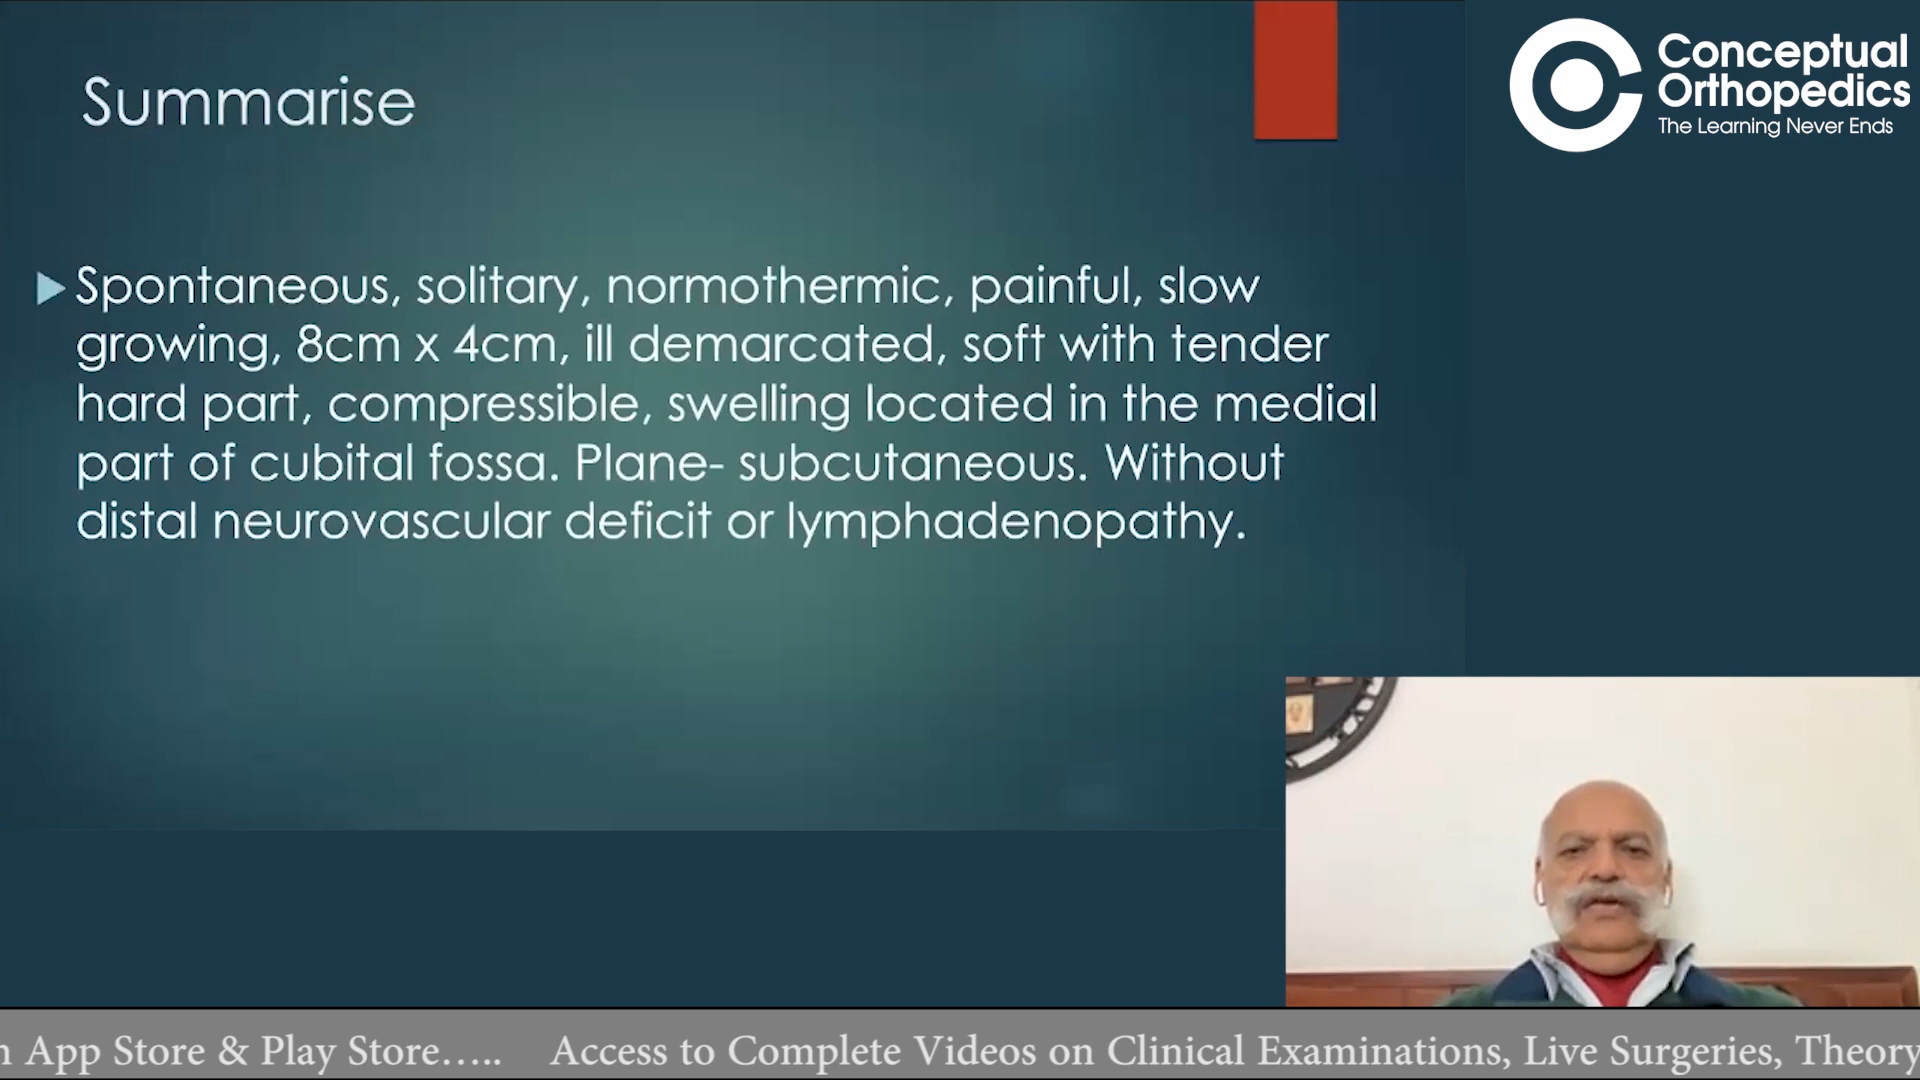 Summarise
Conceptual
Orthopedics
The Learning Never Ends
Spontaneous, solitary, normothermic, painful, slow
growing, 8cm x 4cm, ill demarcated, soft with tender
hard part, compressible, swelling located in the medial
part of cubital fossa. Plane- subcutaneous. Without
distal neurovascular deficit or lymphadenopathy.
App Store & Play Store..... Access to Complete Videos on Clinical Examinations, Live Surgeries, Theory